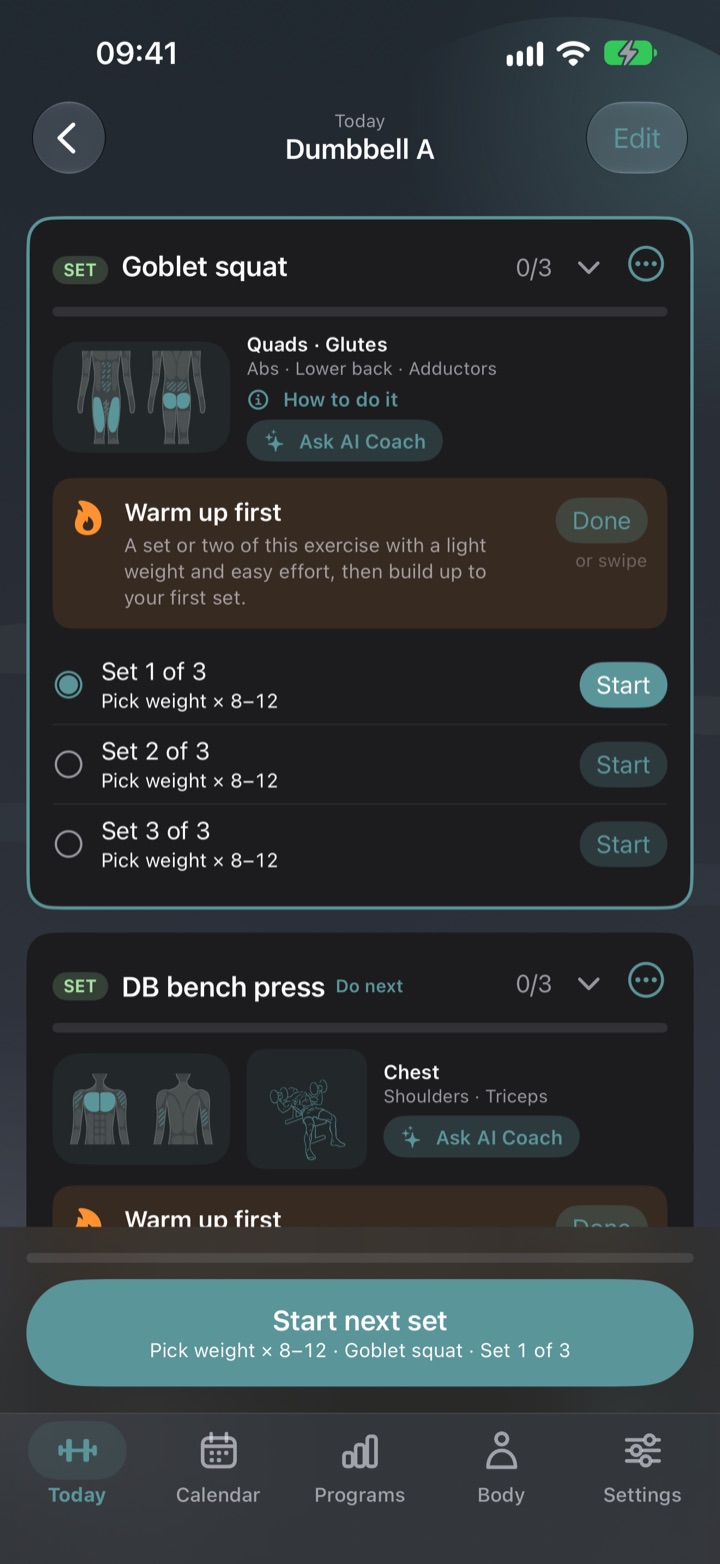 09:41
Today
Dumbbell A
Edit
SET Goblet squat 0/3
Quads · Glutes
Abs · Lower back · Adductors
How to do it
Ask AI Coach
Warm up first
A set or two of this exercise with a light
weight and easy effort, then build up to
your first set.
Done
or swipe
Set 1 of 3
Pick weight × 8–12
Start
Set 2 of 3
Pick weight × 8–12
Start
Set 3 of 3
Pick weight × 8–12
Start
SET DB bench press Do next 0/3
Chest
Shoulders · Triceps
Ask AI Coach
Warm up first
Done
Start next set
Pick weight × 8–12 · Goblet squat · Set 1 of 3
Today
Calendar
Programs
Body
Settings